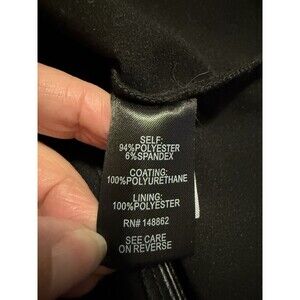 SELF:
94%POLYESTER
6%SPANDEX
COATING:
100%POLYURETHANE
LINING:
100%POLYESTER
RN# 148862
SEE CARE
ON REVERSE